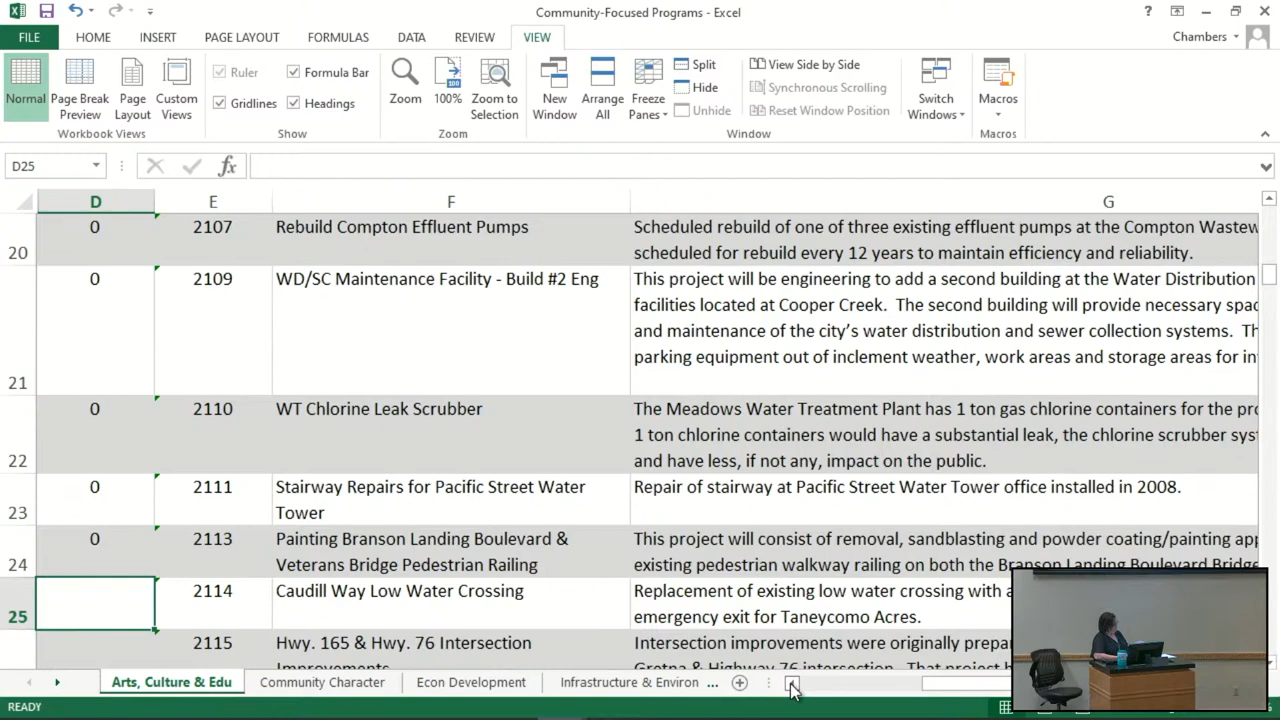 Community-Focused Programs - Excel
?
FILE HOME INSERT PAGE LAYOUT FORMULAS DATA REVIEW VIEW Chambers
Normal Page Break Preview Page Layout Custom Views
Workbook Views
Ruler Formula Bar
Gridlines Headings
Show
Zoom 100% Zoom to Selection
Zoom
New Window Arrange All Freeze Panes
Split
Hide
Unhide
View Side by Side
Synchronous Scrolling
Reset Window Position
Window
Switch Windows
Macros
Macros
D25 fx
D E F G
20 0 2107 Rebuild Compton Effluent Pumps Scheduled rebuild of one of three existing effluent pumps at the Compton Wastew
scheduled for rebuild every 12 years to maintain efficiency and reliability.
21 0 2109 WD/SC Maintenance Facility - Build #2 Eng This project will be engineering to add a second building at the Water Distribution
facilities located at Cooper Creek. The second building will provide necessary spac
and maintenance of the city's water distribution and sewer collection systems. Th
parking equipment out of inclement weather, work areas and storage areas for in
22 0 2110 WT Chlorine Leak Scrubber The Meadows Water Treatment Plant has 1 ton gas chlorine containers for the pro
1 ton chlorine containers would have a substantial leak, the chlorine scrubber syst
and have less, if not any, impact on the public.
23 0 2111 Stairway Repairs for Pacific Street Water Repair of stairway at Pacific Street Water Tower office installed in 2008.
Tower
24 0 2113 Painting Branson Landing Boulevard & This project will consist of removal, sandblasting and powder coating/painting app
Veterans Bridge Pedestrian Railing existing pedestrian walkway railing on both the Branson Landing Boulevard Bridge
25 2114 Caudill Way Low Water Crossing Replacement of existing low water crossing with a
emergency exit for Taneycomo Acres.
2115 Hwy. 165 & Hwy. 76 Intersection Intersection improvements were originally prepar
Improvements Gretna & Highway 76 intersection. That project h
Arts, Culture & Edu Community Character Econ Development Infrastructure & Environ ...
READY %